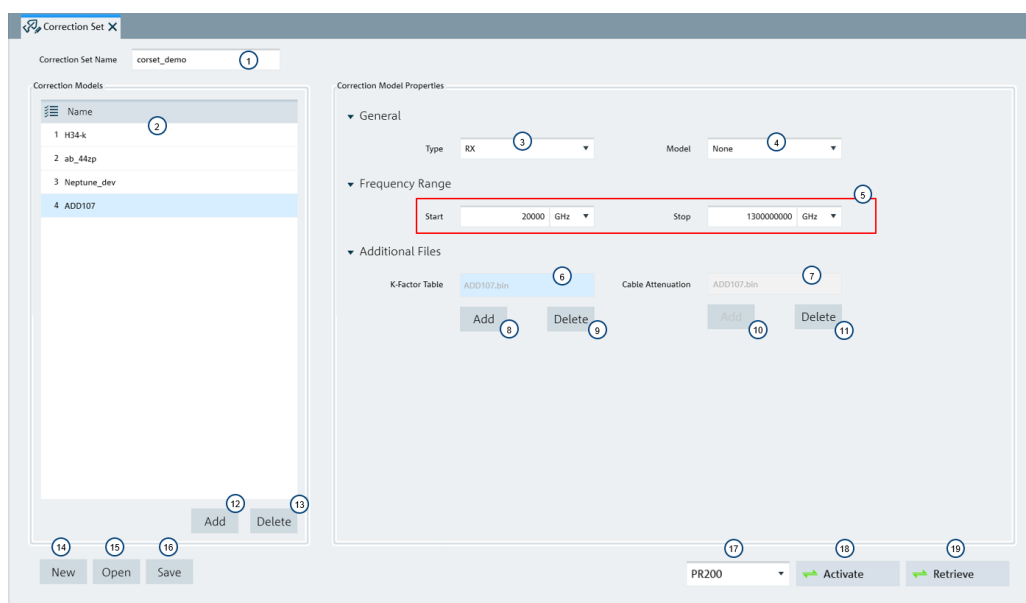 Correction Set
Correction Set Name corset_demo 1
Correction Models
Name
2
1 H34-k
2 ab_44zp
3 Neptune_dev
4 ADD107
12 13
Add Delete
14 15 16
New Open Save
Correction Model Properties
General
Type RX 3 Model None 4
Frequency Range
5
Start 20000 GHz Stop 1300000000 GHz
Additional Files
K-Factor Table ADD107.bin 6 Cable Attenuation ADD107.bin 7
Add 8 Delete 9 Add 10 Delete 11
17 18 19
PR200 Activate Retrieve